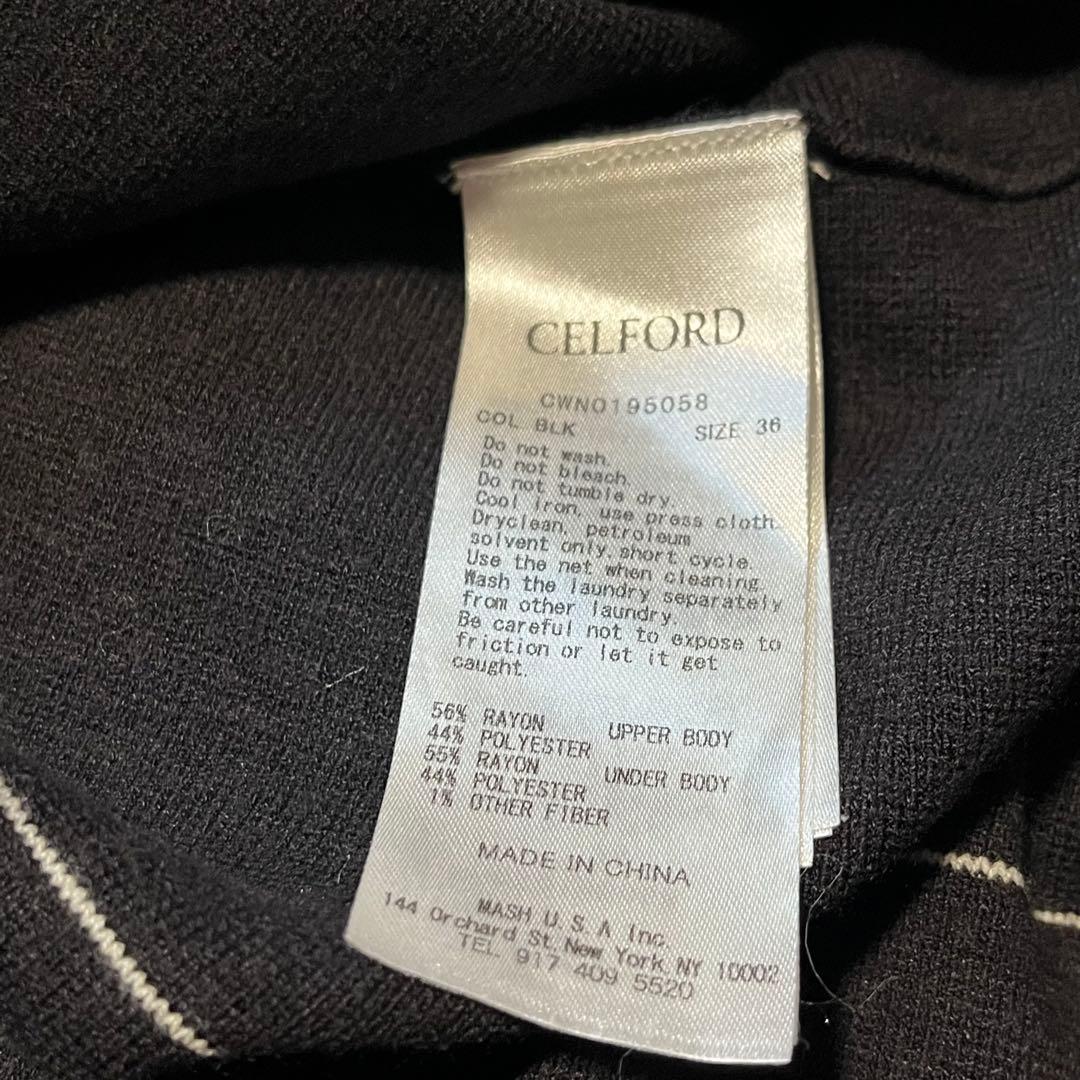 CELFORD
CWNO195058
COL BLK SIZE 36
Do not wash.
Do not bleach.
Do not tumble dry.
Cool iron, use press cloth.
Dryclean, petroleum
solvent only,short cycle.
Use the net when cleaning.
Wash the laundry separately
from other laundry.
Be careful not to expose to
friction or let it get
caught.
56% RAYON UPPER BODY
44% POLYESTER
55% RAYON UNDER BODY
44% POLYESTER
1% OTHER FIBER
MADE IN CHINA
MASH U.S.A Inc.
144 Orchard St, New York NY 10002
TEL 917 409 5520